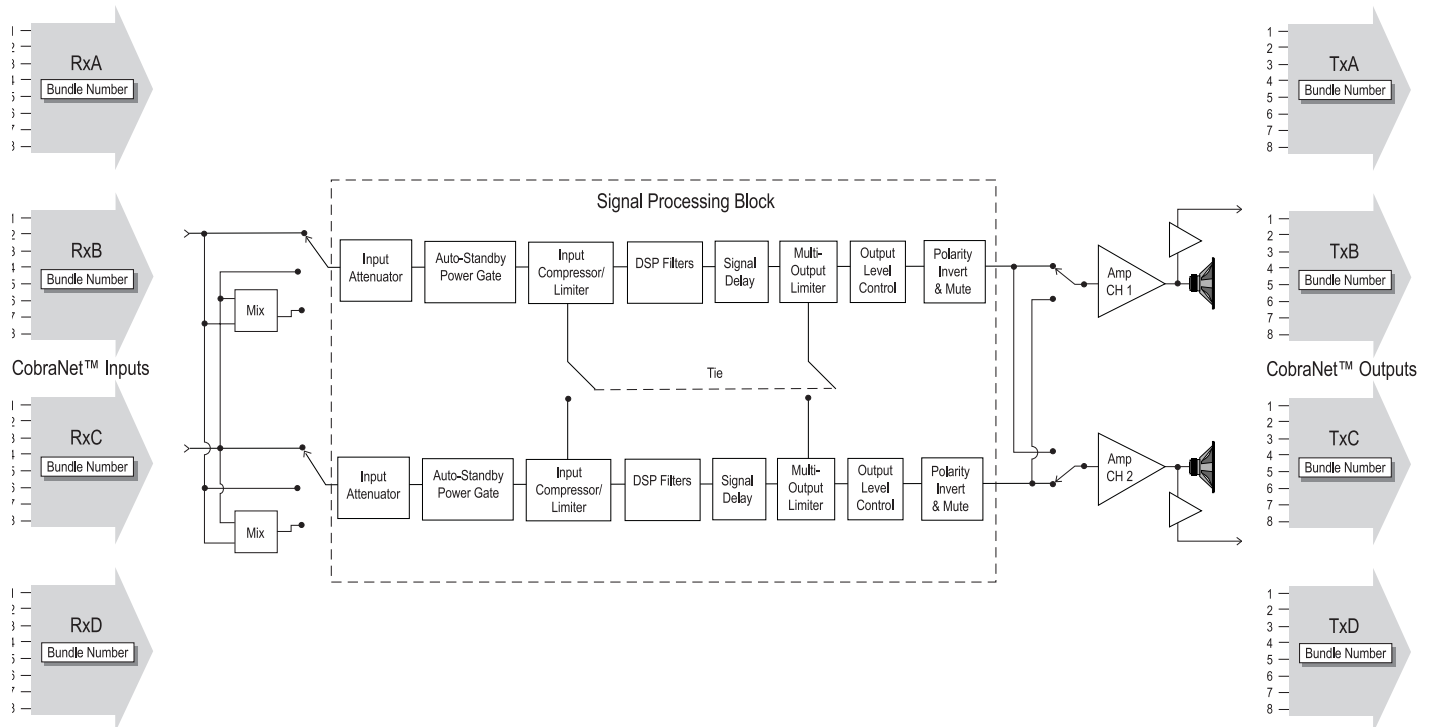 RxA
Bundle Number
1
2
3
4
5
6
7
8
TxA
Bundle Number
1
2
3
4
5
6
7
8
RxB
Bundle Number
1
2
3
4
5
6
7
8
CobraNet™ Inputs
RxC
Bundle Number
1
2
3
4
5
6
7
8
RxD
Bundle Number
1
2
3
4
5
6
7
8
Mix
Mix
Signal Processing Block
Input
Attenuator
Auto-Standby
Power Gate
Input
Compressor/
Limiter
DSP Filters
Signal
Delay
Multi-
Output
Limiter
Output
Level
Control
Polarity
Invert
& Mute
Tie
Input
Attenuator
Auto-Standby
Power Gate
Input
Compressor/
Limiter
DSP Filters
Signal
Delay
Multi-
Output
Limiter
Output
Level
Control
Polarity
Invert
& Mute
Amp
CH 1
Amp
CH 2
TxB
Bundle Number
1
2
3
4
5
6
7
8
CobraNet™ Outputs
TxC
Bundle Number
1
2
3
4
5
6
7
8
TxD
Bundle Number
1
2
3
4
5
6
7
8